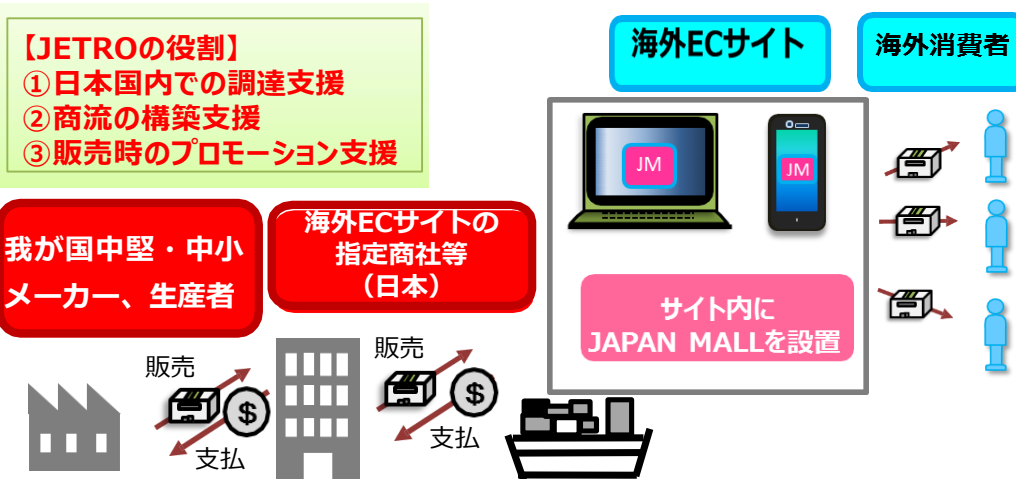 【JETROの役割】
①日本国内での調達支援
②商流の構築支援
③販売時のプロモーション支援
海外ECサイト
海外消費者
我が国中堅・中小
メーカー、生産者
海外ECサイトの
指定商社等
（日本）
JM
JM
サイト内に
JAPAN MALLを設置
販売
$
支払
販売
$
支払